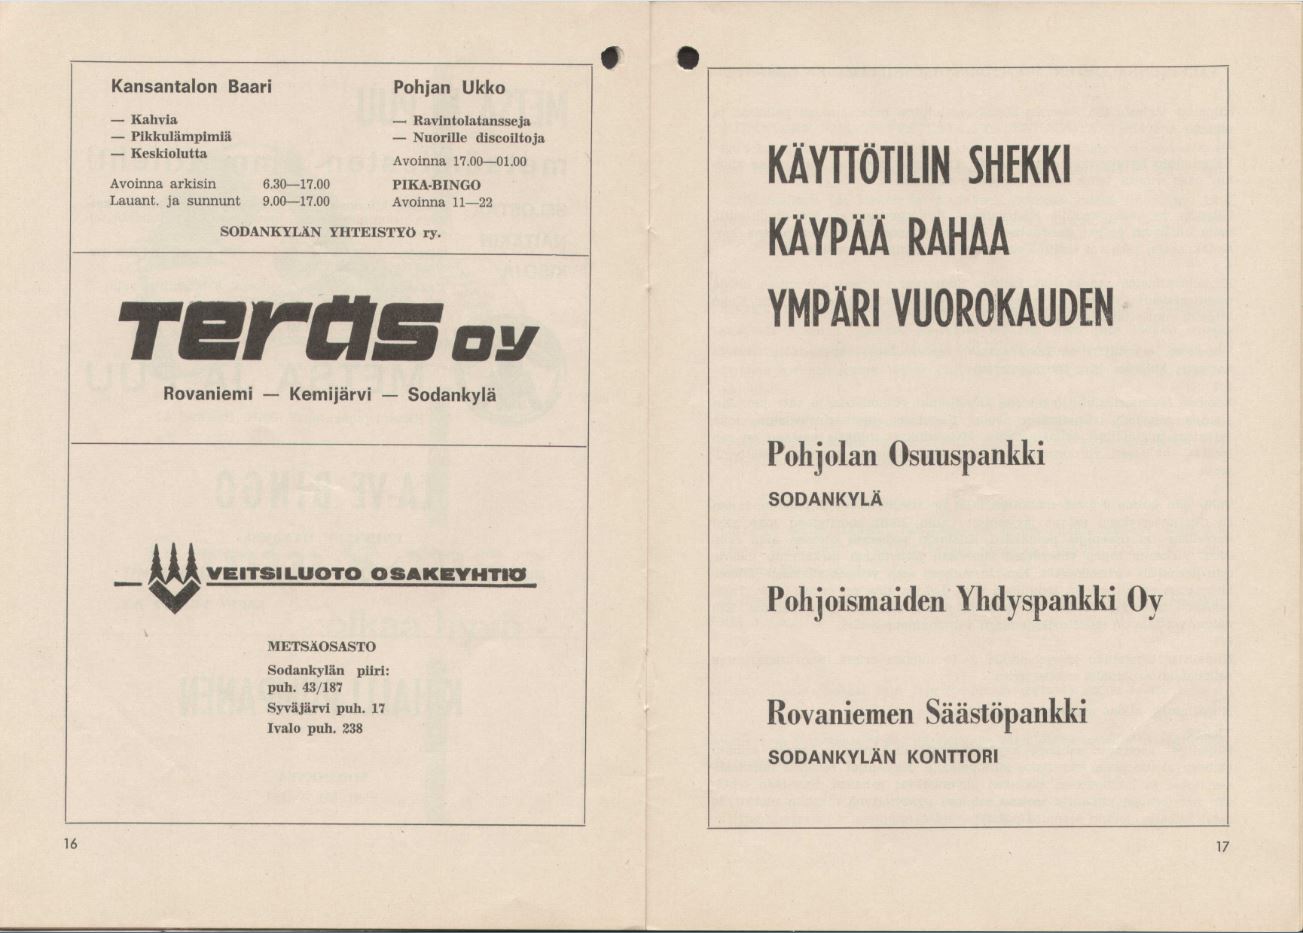 Kansantalon Baari
— Kahvia
— Pikkulämpimiä
— Keskiolutta
Avoinna arkisin 6.30—17.00
Lauant. ja sunnunt 9.00—17.00
Pohjan Ukko
— Ravintolatansseja
— Nuorille discoiltoja
Avoinna 17.00—01.00
PIKA-BINGO
Avoinna 11—22
SODANKYLÄN YHTEISTYÖ ry.
Teräs oy
Rovaniemi — Kemijärvi — Sodankylä
VEITSILUOTO OSAKEYHTIÖ
METSÄOSASTO
Sodankylän piiri:
puh. 43/187
Syväjärvi puh. 17
Ivalo puh. 238
16
KÄYTTÖTILIN SHEKKI
KÄYPÄÄ RAHAA
YMPÄRI VUOROKAUDEN
Pohjolan Osuuspankki
SODANKYLÄ
Pohjoismaiden Yhdyspankki Oy
Rovaniemen Säästöpankki
SODANKYLÄN KONTTORI
17